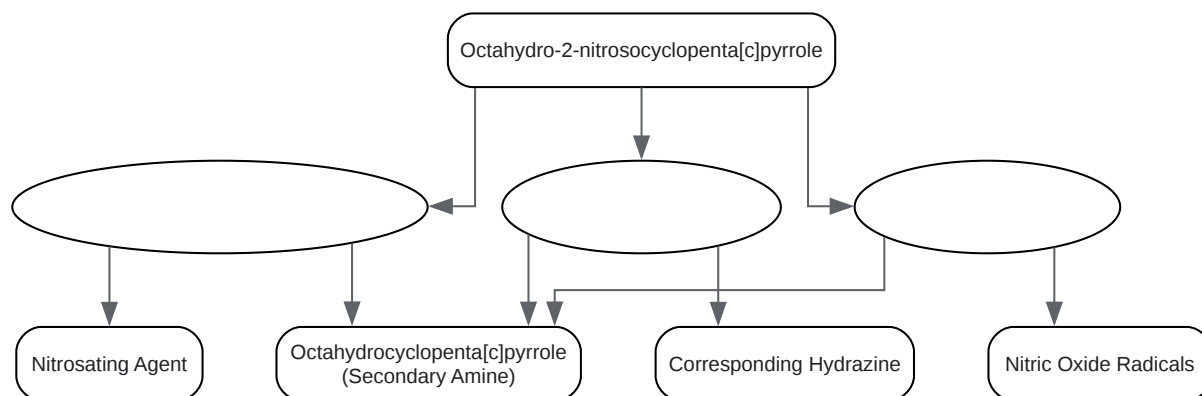 Octahydro-2-nitrosocyclopenta[c]pyrrole
Nitrosating Agent
Octahydrocyclopenta[c]pyrrole
(Secondary Amine)
Corresponding Hydrazine
Nitric Oxide Radicals